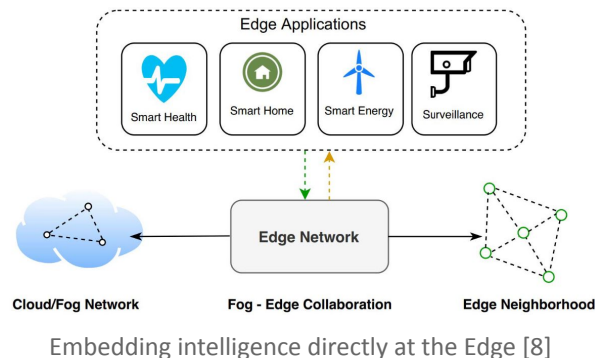 Edge Applications
Smart Health
Smart Home
Smart Energy
Surveillance
Edge Network
Cloud/Fog Network
Fog - Edge Collaboration
Edge Neighborhood
Embedding intelligence directly at the Edge [8]